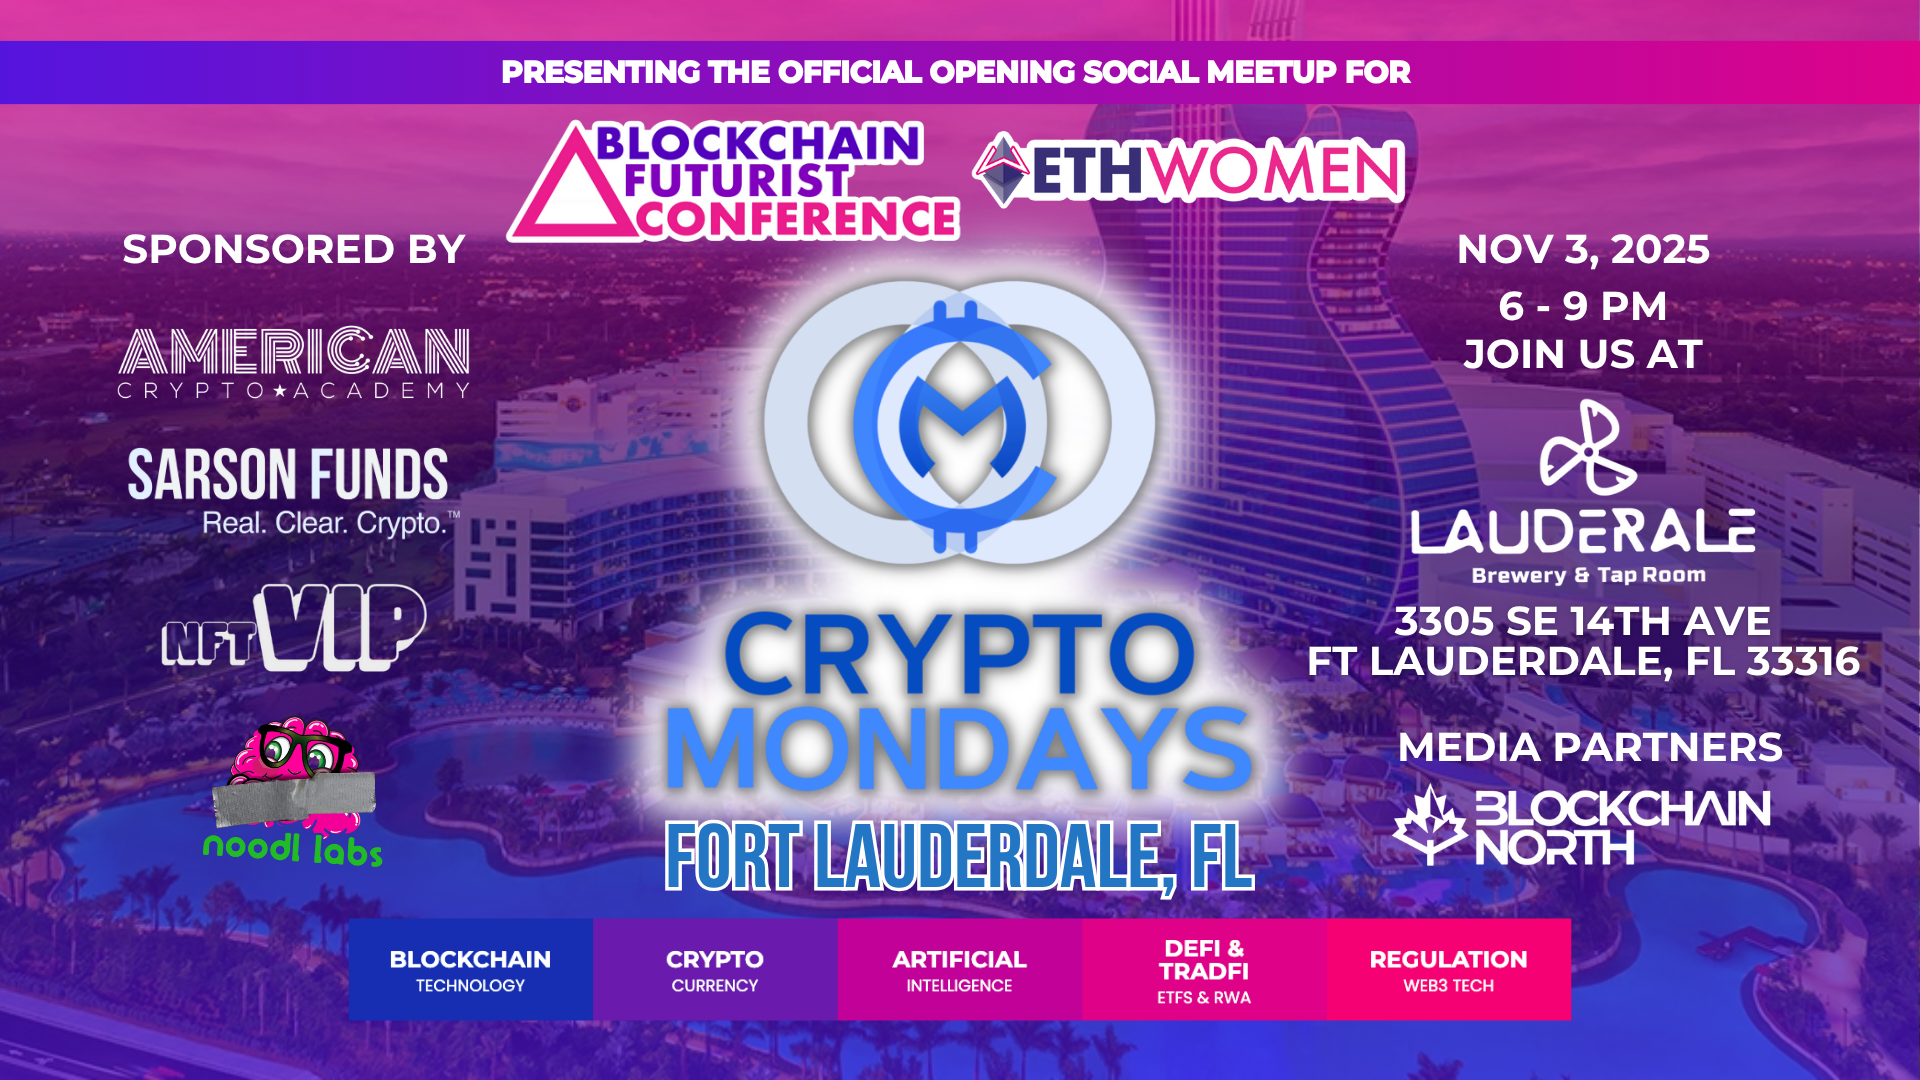 PRESENTING THE OFFICIAL OPENING SOCIAL MEETUP FOR
BLOCKCHAIN
FUTURIST
CONFERENCE
ETHWOMEN
SPONSORED BY
AMERICAN
CRYPTO★ACADEMY
SARSON FUNDS
Real. Clear. Crypto.™
NFT VIP
noodl labs
CRYPTO
MONDAYS
FORT LAUDERDALE, FL
NOV 3, 2025
6 - 9 PM
JOIN US AT
LAUDERALE
Brewery & Tap Room
3305 SE 14TH AVE
FT LAUDERDALE, FL 33316
MEDIA PARTNERS
BLOCKCHAIN
NORTH
BLOCKCHAIN
TECHNOLOGY
CRYPTO
CURRENCY
ARTIFICIAL
INTELLIGENCE
DEFI &
TRADFI
ETFS & RWA
REGULATION
WEB3 TECH